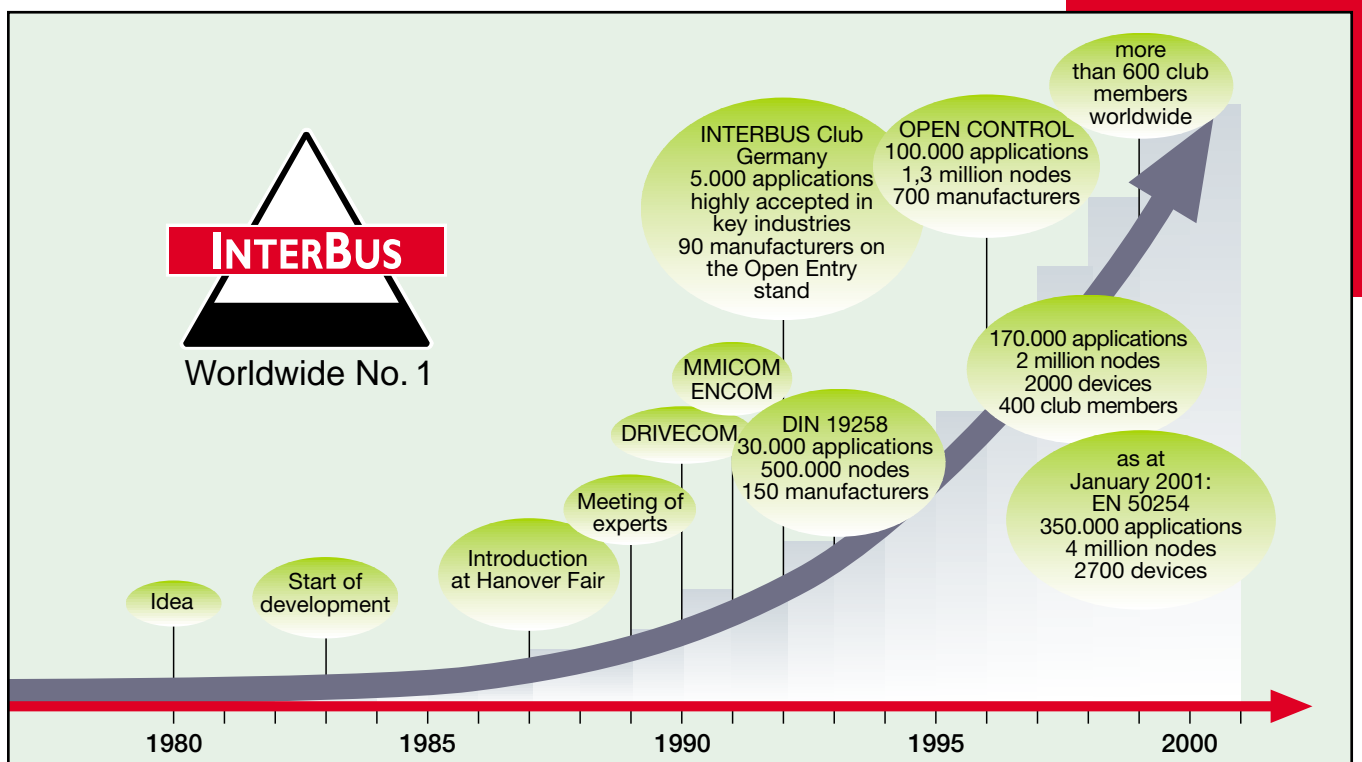 INTERBUS
Worldwide No. 1
Idea
Start of
development
Introduction
at Hanover Fair
Meeting of
experts
DRIVECOM
MMICOM
ENCOM
INTERBUS Club
Germany
5.000 applications
highly accepted in
key industries
90 manufacturers on
the Open Entry
stand
DIN 19258
30.000 applications
500.000 nodes
150 manufacturers
OPEN CONTROL
100.000 applications
1,3 million nodes
700 manufacturers
170.000 applications
2 million nodes
2000 devices
400 club members
more
than 600 club
members
worldwide
as at
January 2001:
EN 50254
350.000 applications
4 million nodes
2700 devices
1980
1985
1990
1995
2000